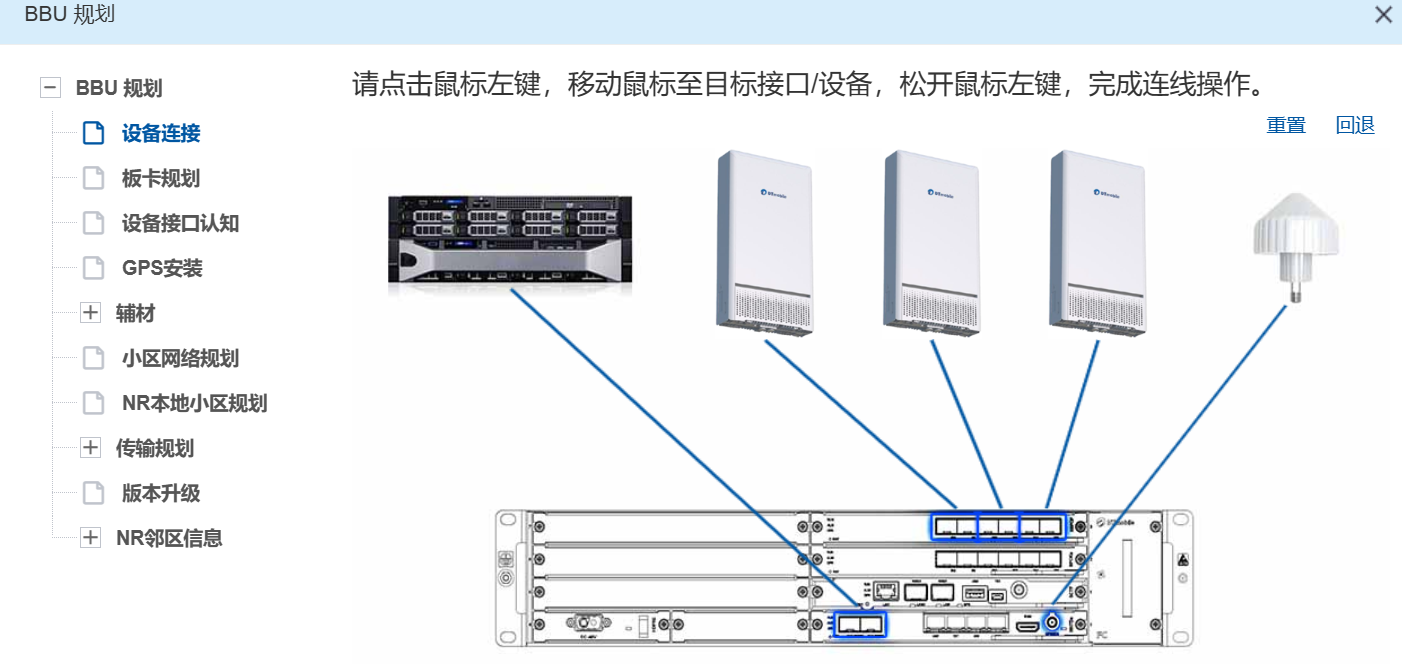 BBU 规划
BBU 规划
设备连接
板卡规划
设备接口认知
GPS安装
辅材
小区网络规划
NR本地小区规划
传输规划
版本升级
NR邻区信息
请点击鼠标左键，移动鼠标至目标接口/设备，松开鼠标左键，完成连线操作。
重置 回退